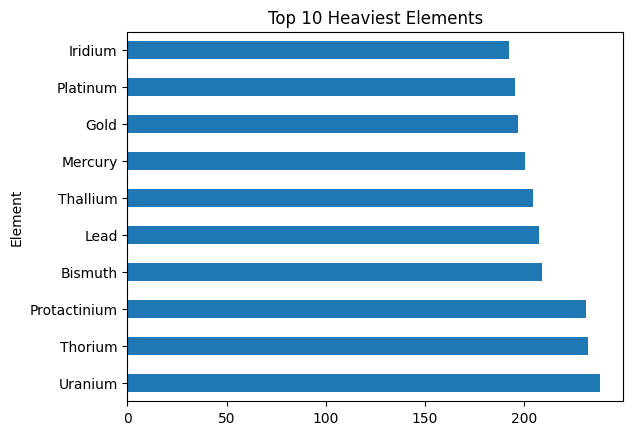 Top 10 Heaviest Elements
Iridium
Platinum
Gold
Mercury
Thallium
Lead
Bismuth
Protactinium
Thorium
Uranium
Element
0 50 100 150 200